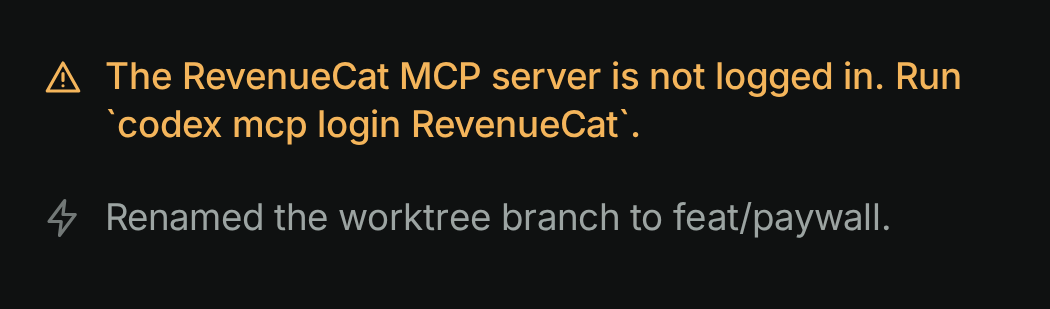 The RevenueCat MCP server is not logged in. Run
`codex mcp login RevenueCat`.
Renamed the worktree branch to feat/paywall.